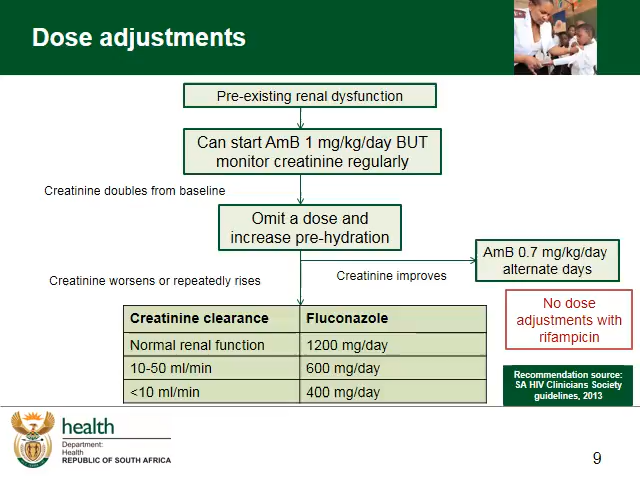 Dose adjustments
Pre-existing renal dysfunction
Can start AmB 1 mg/kg/day BUT
monitor creatinine regularly
Creatinine doubles from baseline
Omit a dose and
increase pre-hydration
Creatinine worsens or repeatedly rises
Creatinine improves
AmB 0.7 mg/kg/day
alternate days
No dose
adjustments with
rifampicin
Creatinine clearance Fluconazole
Normal renal function 1200 mg/day
10-50 ml/min 600 mg/day
<10 ml/min 400 mg/day
Recommendation source:
SA HIV Clinicians Society
guidelines, 2013
health
Department:
Health
REPUBLIC OF SOUTH AFRICA
9